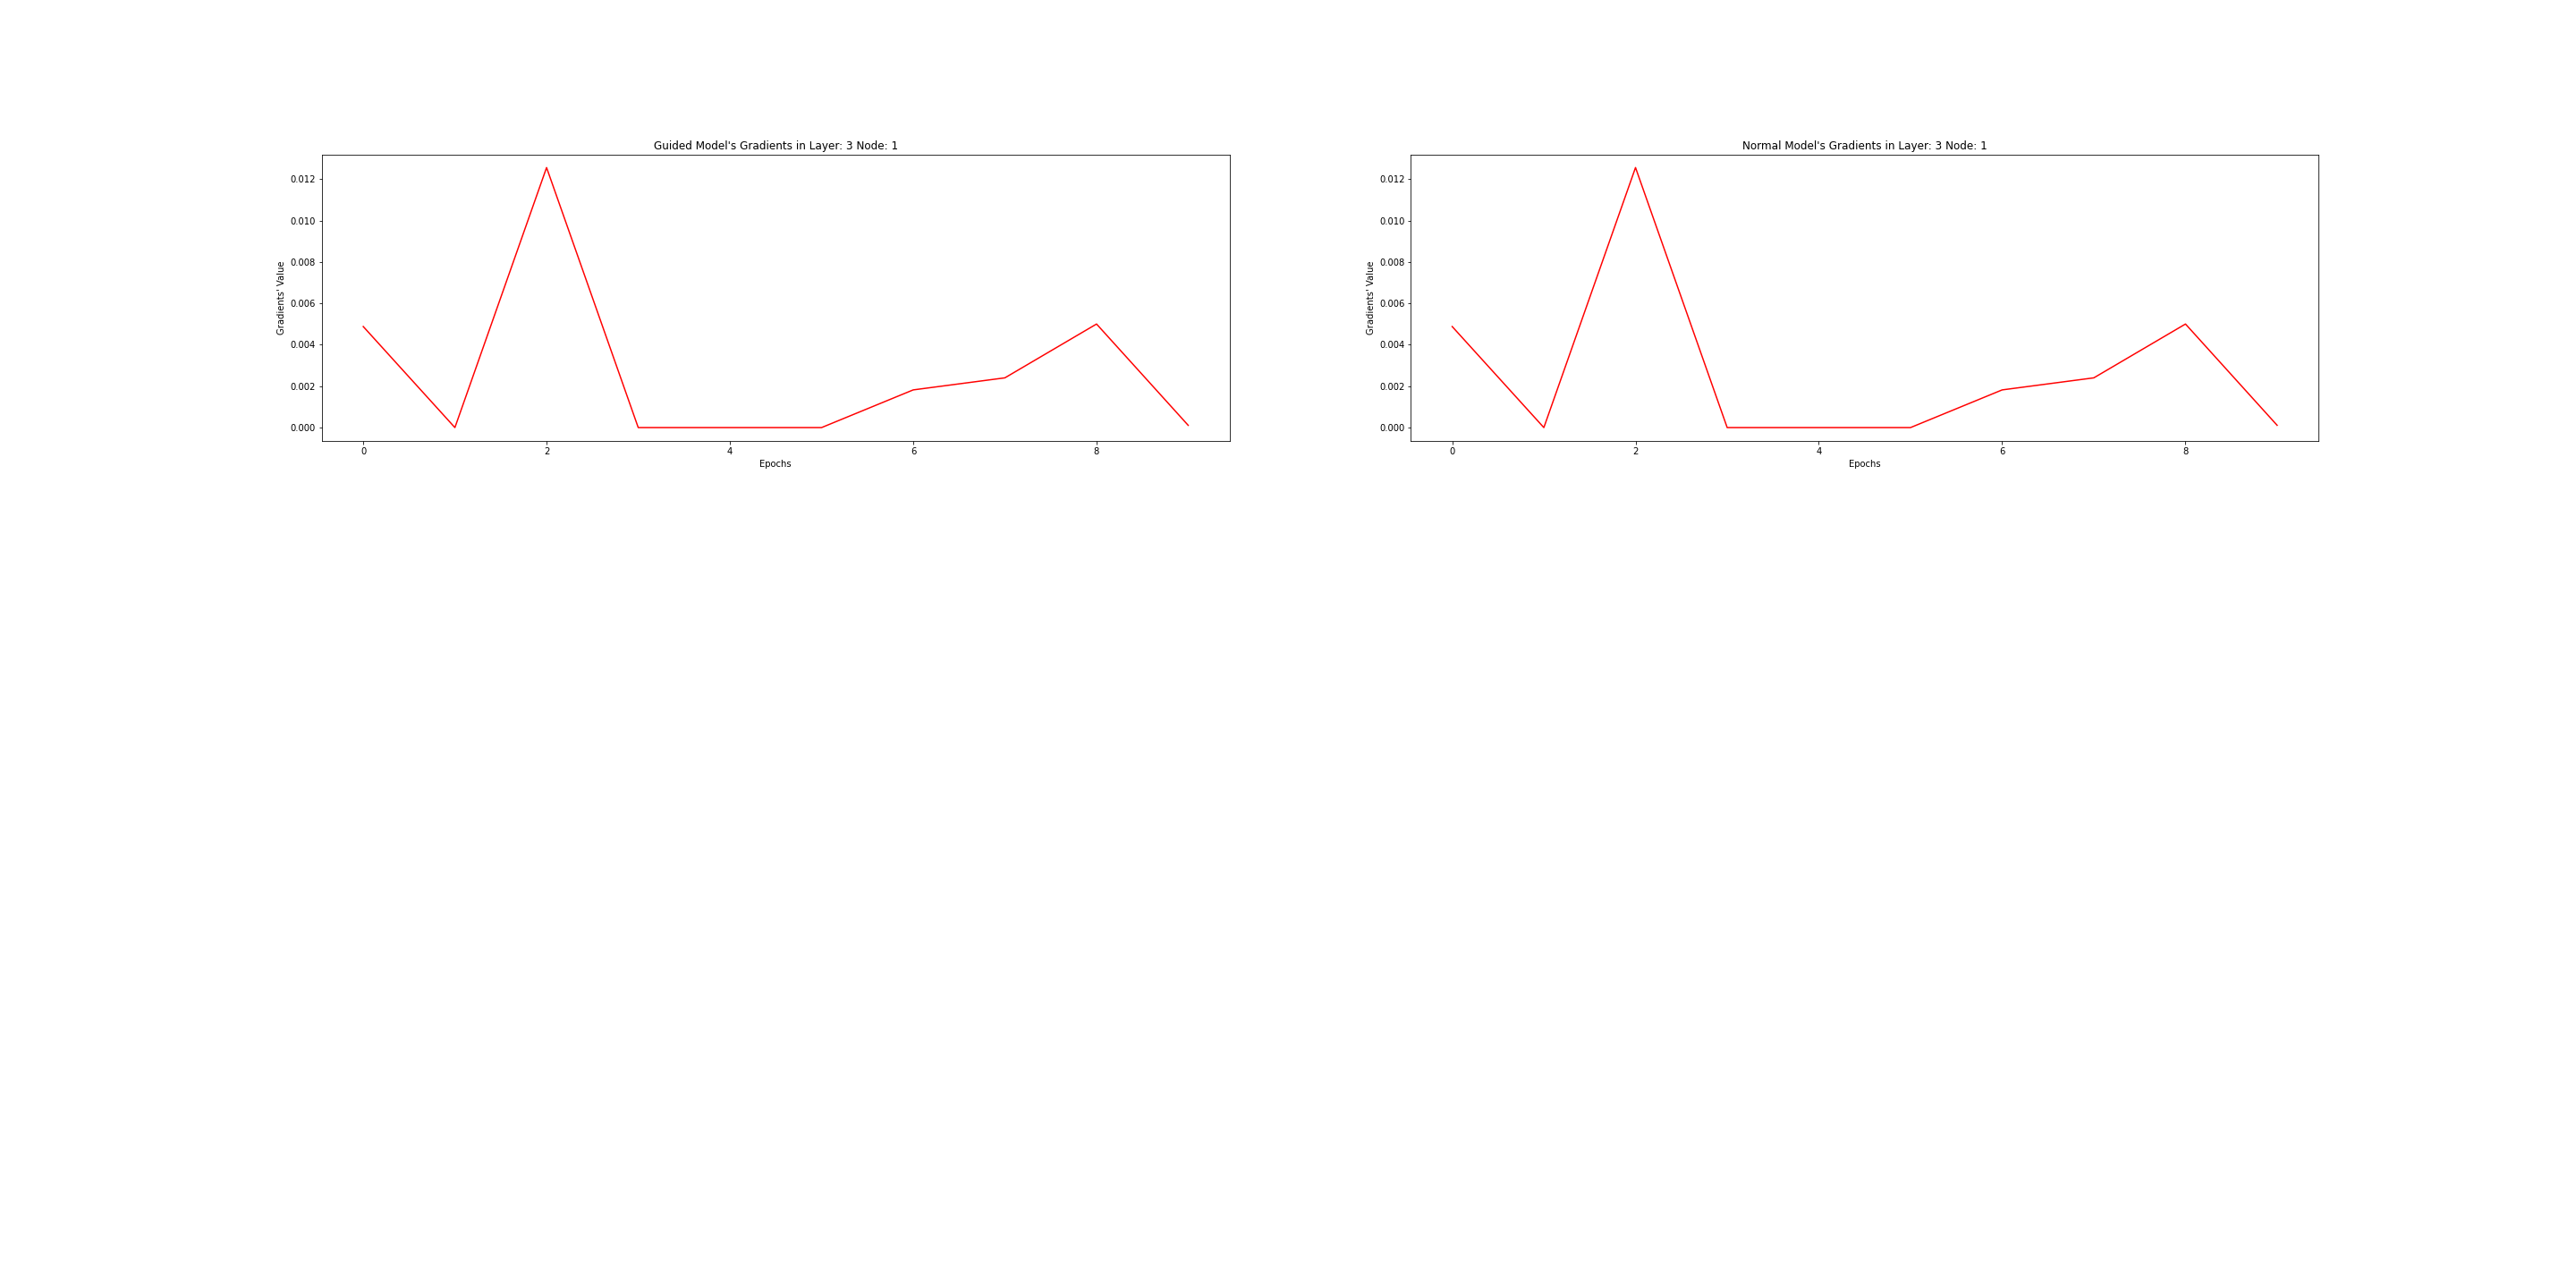 Guided Model's Gradients in Layer: 3 Node: 1
Gradients' Value
0.012
0.010
0.008
0.006
0.004
0.002
0.000
0 2 4 6 8
Epochs
Normal Model's Gradients in Layer: 3 Node: 1
Gradients' Value
0.012
0.010
0.008
0.006
0.004
0.002
0.000
0 2 4 6 8
Epochs